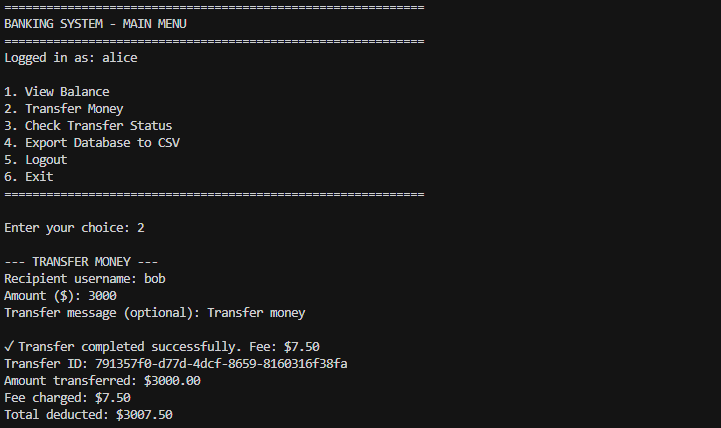 ============================================================
BANKING SYSTEM - MAIN MENU
============================================================
Logged in as: alice
1. View Balance
2. Transfer Money
3. Check Transfer Status
4. Export Database to CSV
5. Logout
6. Exit
============================================================
Enter your choice: 2
--- TRANSFER MONEY ---
Recipient username: bob
Amount ($): 3000
Transfer message (optional): Transfer money
✓ Transfer completed successfully. Fee: $7.50
Transfer ID: 791357f0-d77d-4dcf-8659-8160316f38fa
Amount transferred: $3000.00
Fee charged: $7.50
Total deducted: $3007.50